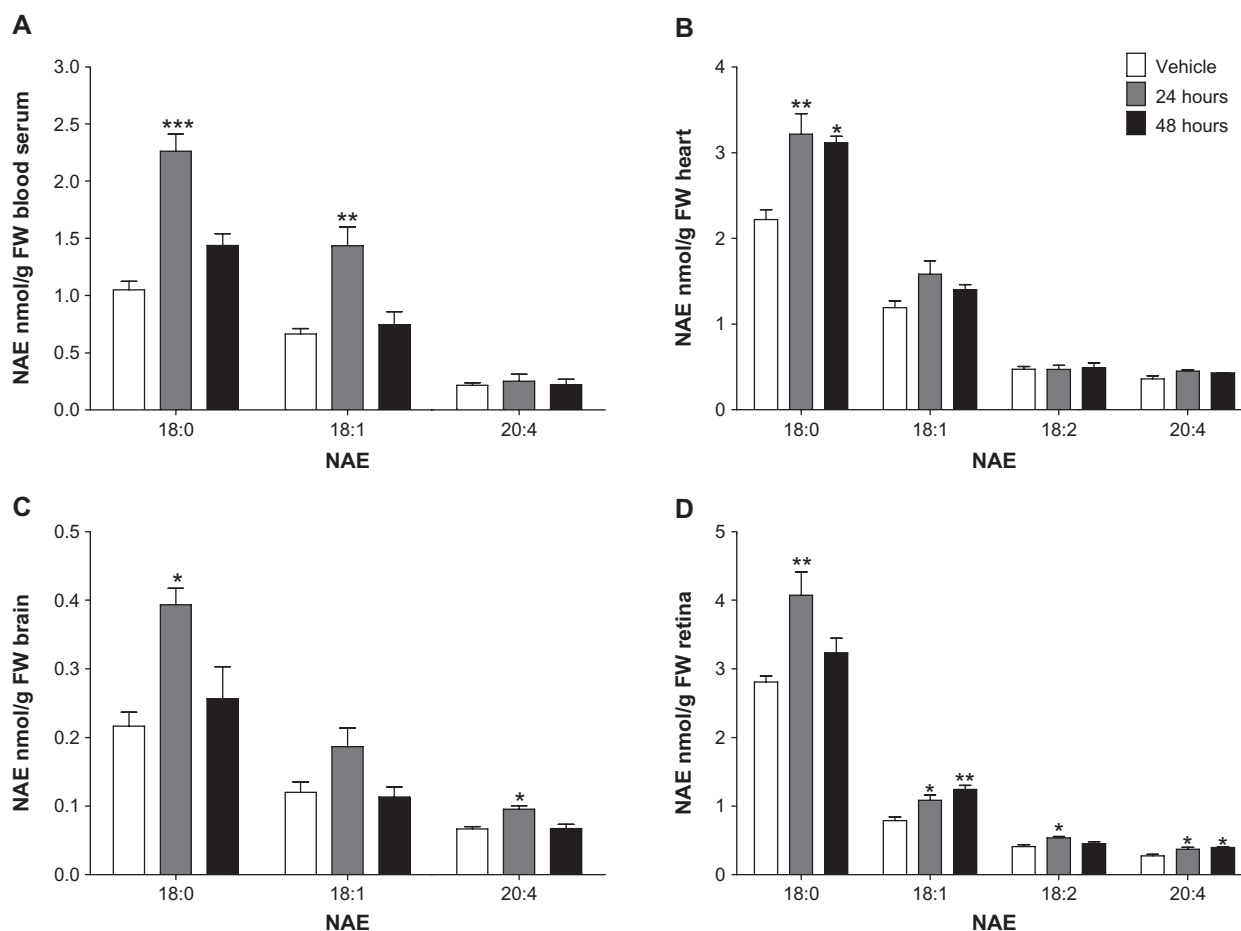 A
NAE nmol/g FW blood serum
3.0
2.5
2.0
1.5
1.0
0.5
0.0
***
**
18:0 18:1 20:4
NAE
B
NAE nmol/g FW heart
4
3
2
1
0
**
*
18:0 18:1 18:2 20:4
NAE
Vehicle
24 hours
48 hours
C
NAE nmol/g FW brain
0.5
0.4
0.3
0.2
0.1
0.0
*
*
18:0 18:1 20:4
NAE
D
NAE nmol/g FW retina
5
4
3
2
1
0
**
* **
*
* *
18:0 18:1 18:2 20:4
NAE